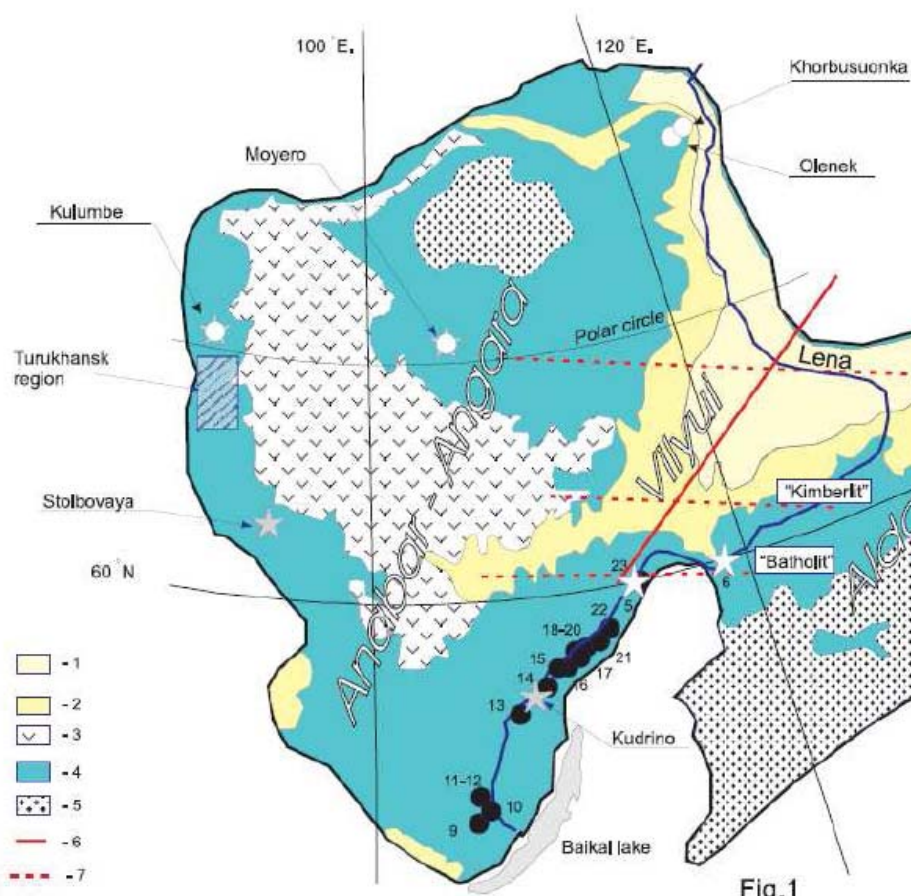 100 °E.
120 °E.
Khorbusuonka
Moyero
Olenek
Kulumbe
Polar circle
Turukhansk
region
Lena
Anabar - Angara
Vilyuii
Stolbovaya
"Kimberlit"
60 °N
"Batholit"
23
5
6
22
18-20
21
15
17
14
16
13
Kudrino
11-12
10
9
Baikal lake
- 1
- 2
- 3
- 4
- 5
- 6
- 7
Fig.1